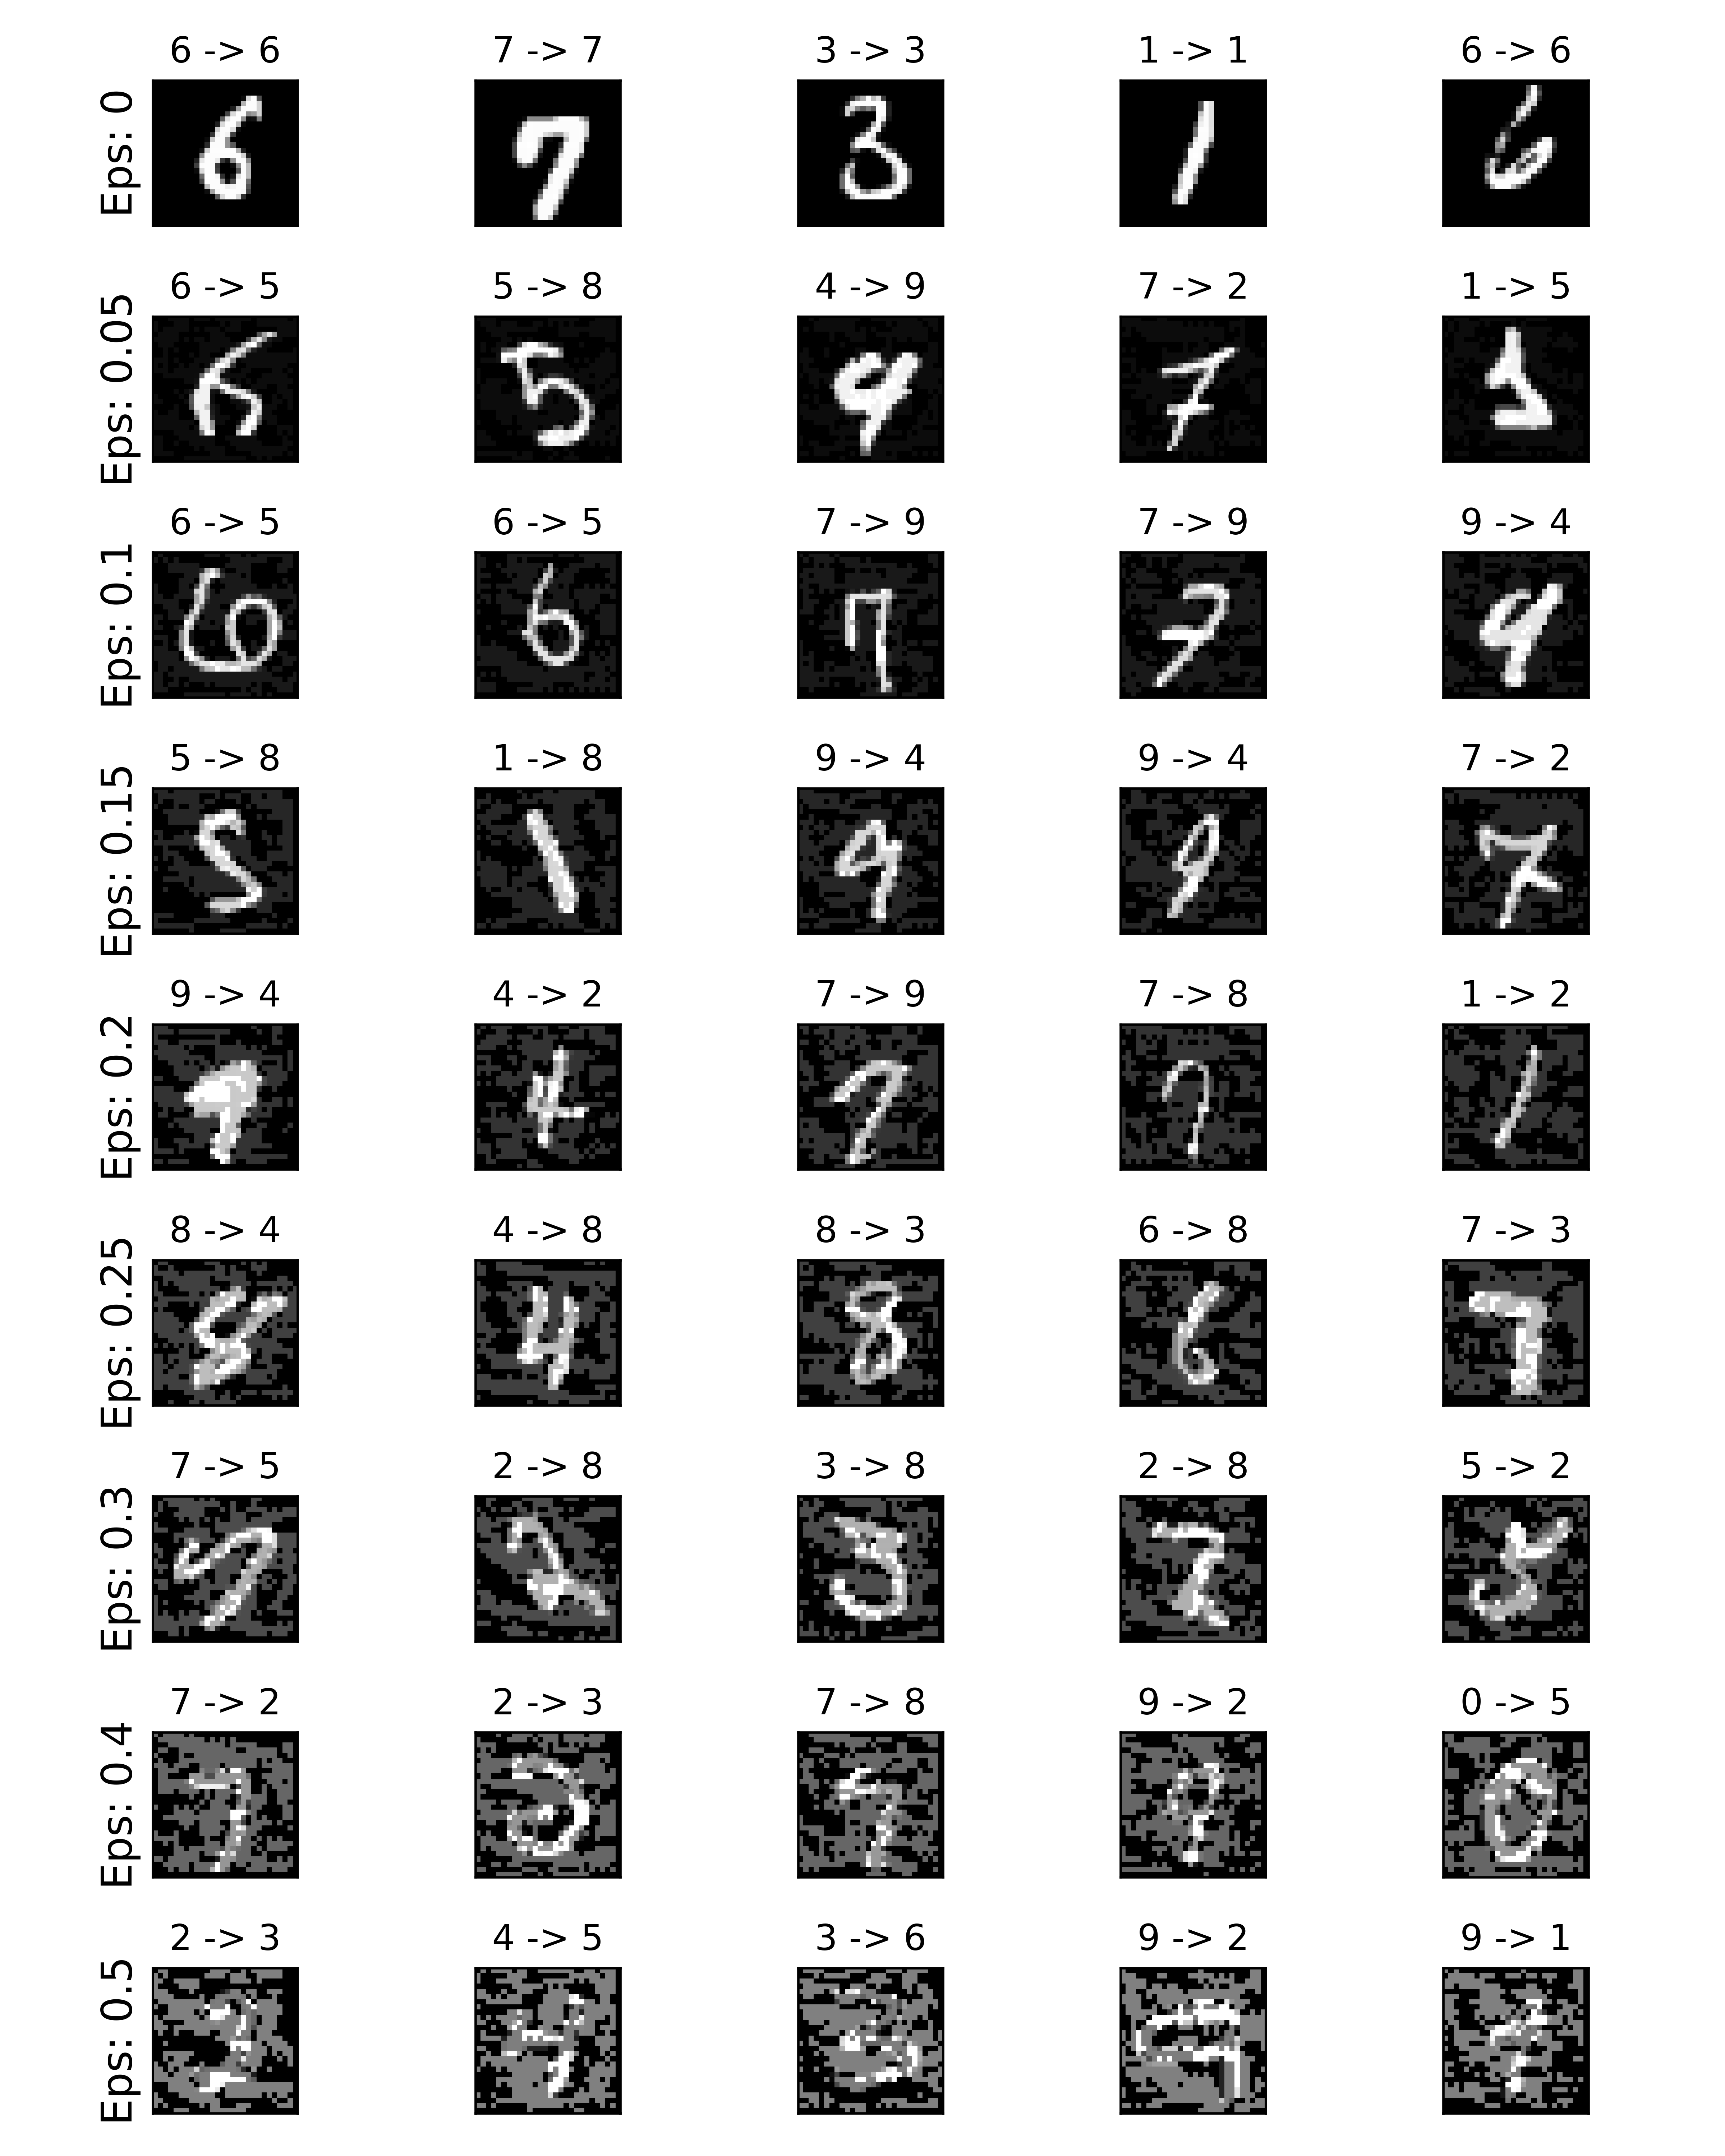 6 -> 6 7 -> 7 3 -> 3 1 -> 1 6 -> 6
Eps: 0
6 -> 5 5 -> 8 4 -> 9 7 -> 2 1 -> 5
Eps: 0.05
6 -> 5 6 -> 5 7 -> 9 7 -> 9 9 -> 4
Eps: 0.1
5 -> 8 1 -> 8 9 -> 4 9 -> 4 7 -> 2
Eps: 0.15
9 -> 4 4 -> 2 7 -> 9 7 -> 8 1 -> 2
Eps: 0.2
8 -> 4 4 -> 8 8 -> 3 6 -> 8 7 -> 3
Eps: 0.25
7 -> 5 2 -> 8 3 -> 8 2 -> 8 5 -> 2
Eps: 0.3
7 -> 2 2 -> 3 7 -> 8 9 -> 2 0 -> 5
Eps: 0.4
2 -> 3 4 -> 5 3 -> 6 9 -> 2 9 -> 1
Eps: 0.5